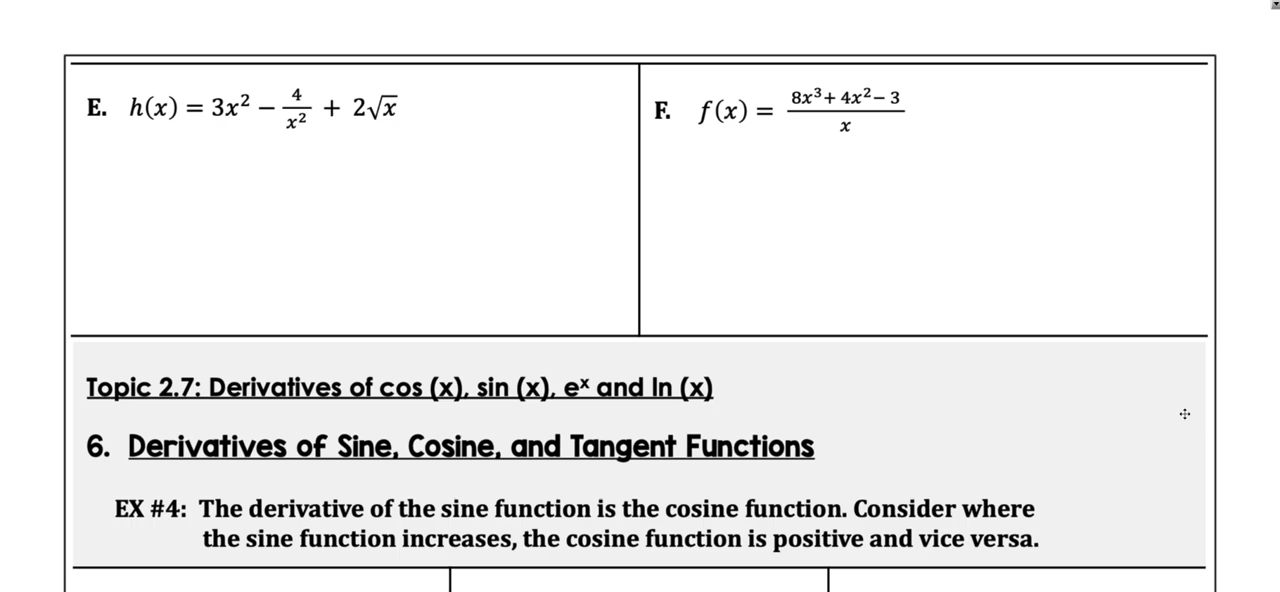 E. h(x) = 3x² − 4/x² + 2√x
F. f(x) = (8x³ + 4x² − 3)/x
Topic 2.7: Derivatives of cos (x), sin (x), eˣ and ln (x)
6. Derivatives of Sine, Cosine, and Tangent Functions
EX #4: The derivative of the sine function is the cosine function. Consider where
the sine function increases, the cosine function is positive and vice versa.